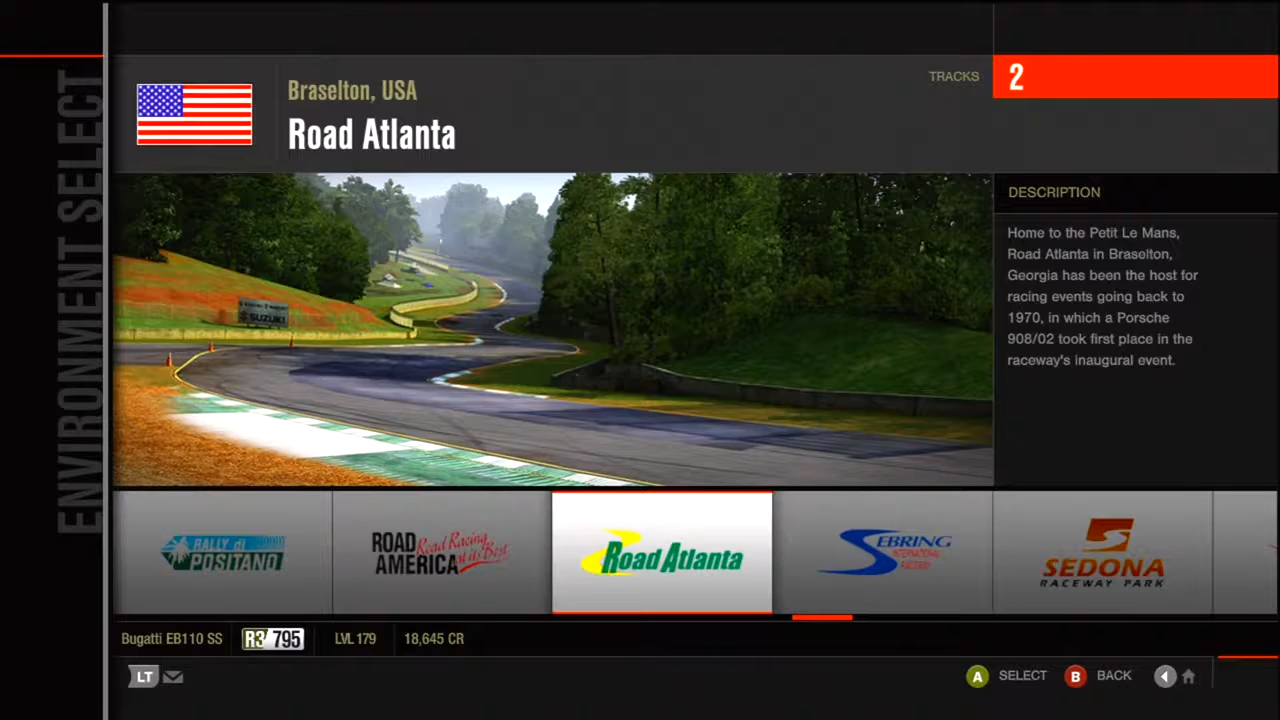 ENVIRONMENT SELECT
Braselton, USA
Road Atlanta
TRACKS
2
DESCRIPTION
Home to the Petit Le Mans,
Road Atlanta in Braselton,
Georgia has been the host for
racing events going back to
1970, in which a Porsche
908/02 took first place in the
raceway's inaugural event.
SUZUKI
RALLY di
POSITANO
ROAD
AMERICA
Road Racing
at its Best
Road Atlanta
SEBRING
INTERNATIONAL
RACEWAY
SEDONA
RACEWAY PARK
Bugatti EB110 SS
R3 795
LVL 179
18,645 CR
LT
A SELECT
B BACK